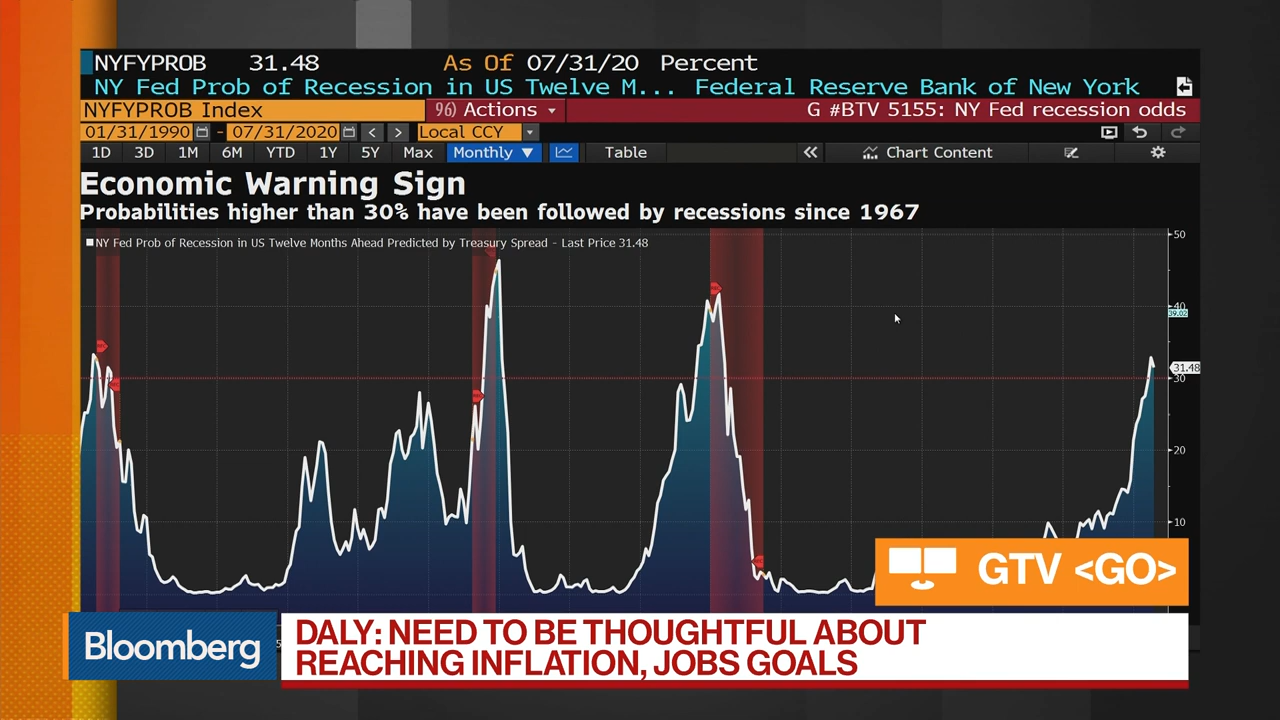 NYFYPROB 31.48 As Of 07/31/20 Percent
NY Fed Prob of Recession in US Twelve M... Federal Reserve Bank of New York
NYFYPROB Index 96) Actions G #BTV 5155: NY Fed recession odds
01/31/1990 - 07/31/2020 < > Local CCY
1D 3D 1M 6M YTD 1Y 5Y Max Monthly ▼ Table « Chart Content
Economic Warning Sign
Probabilities higher than 30% have been followed by recessions since 1967
NY Fed Prob of Recession in US Twelve Months Ahead Predicted by Treasury Spread - Last Price 31.48
50
40
39.02
31.48
30
20
10
GTV <GO>
Bloomberg
DALY: NEED TO BE THOUGHTFUL ABOUT
REACHING INFLATION, JOBS GOALS